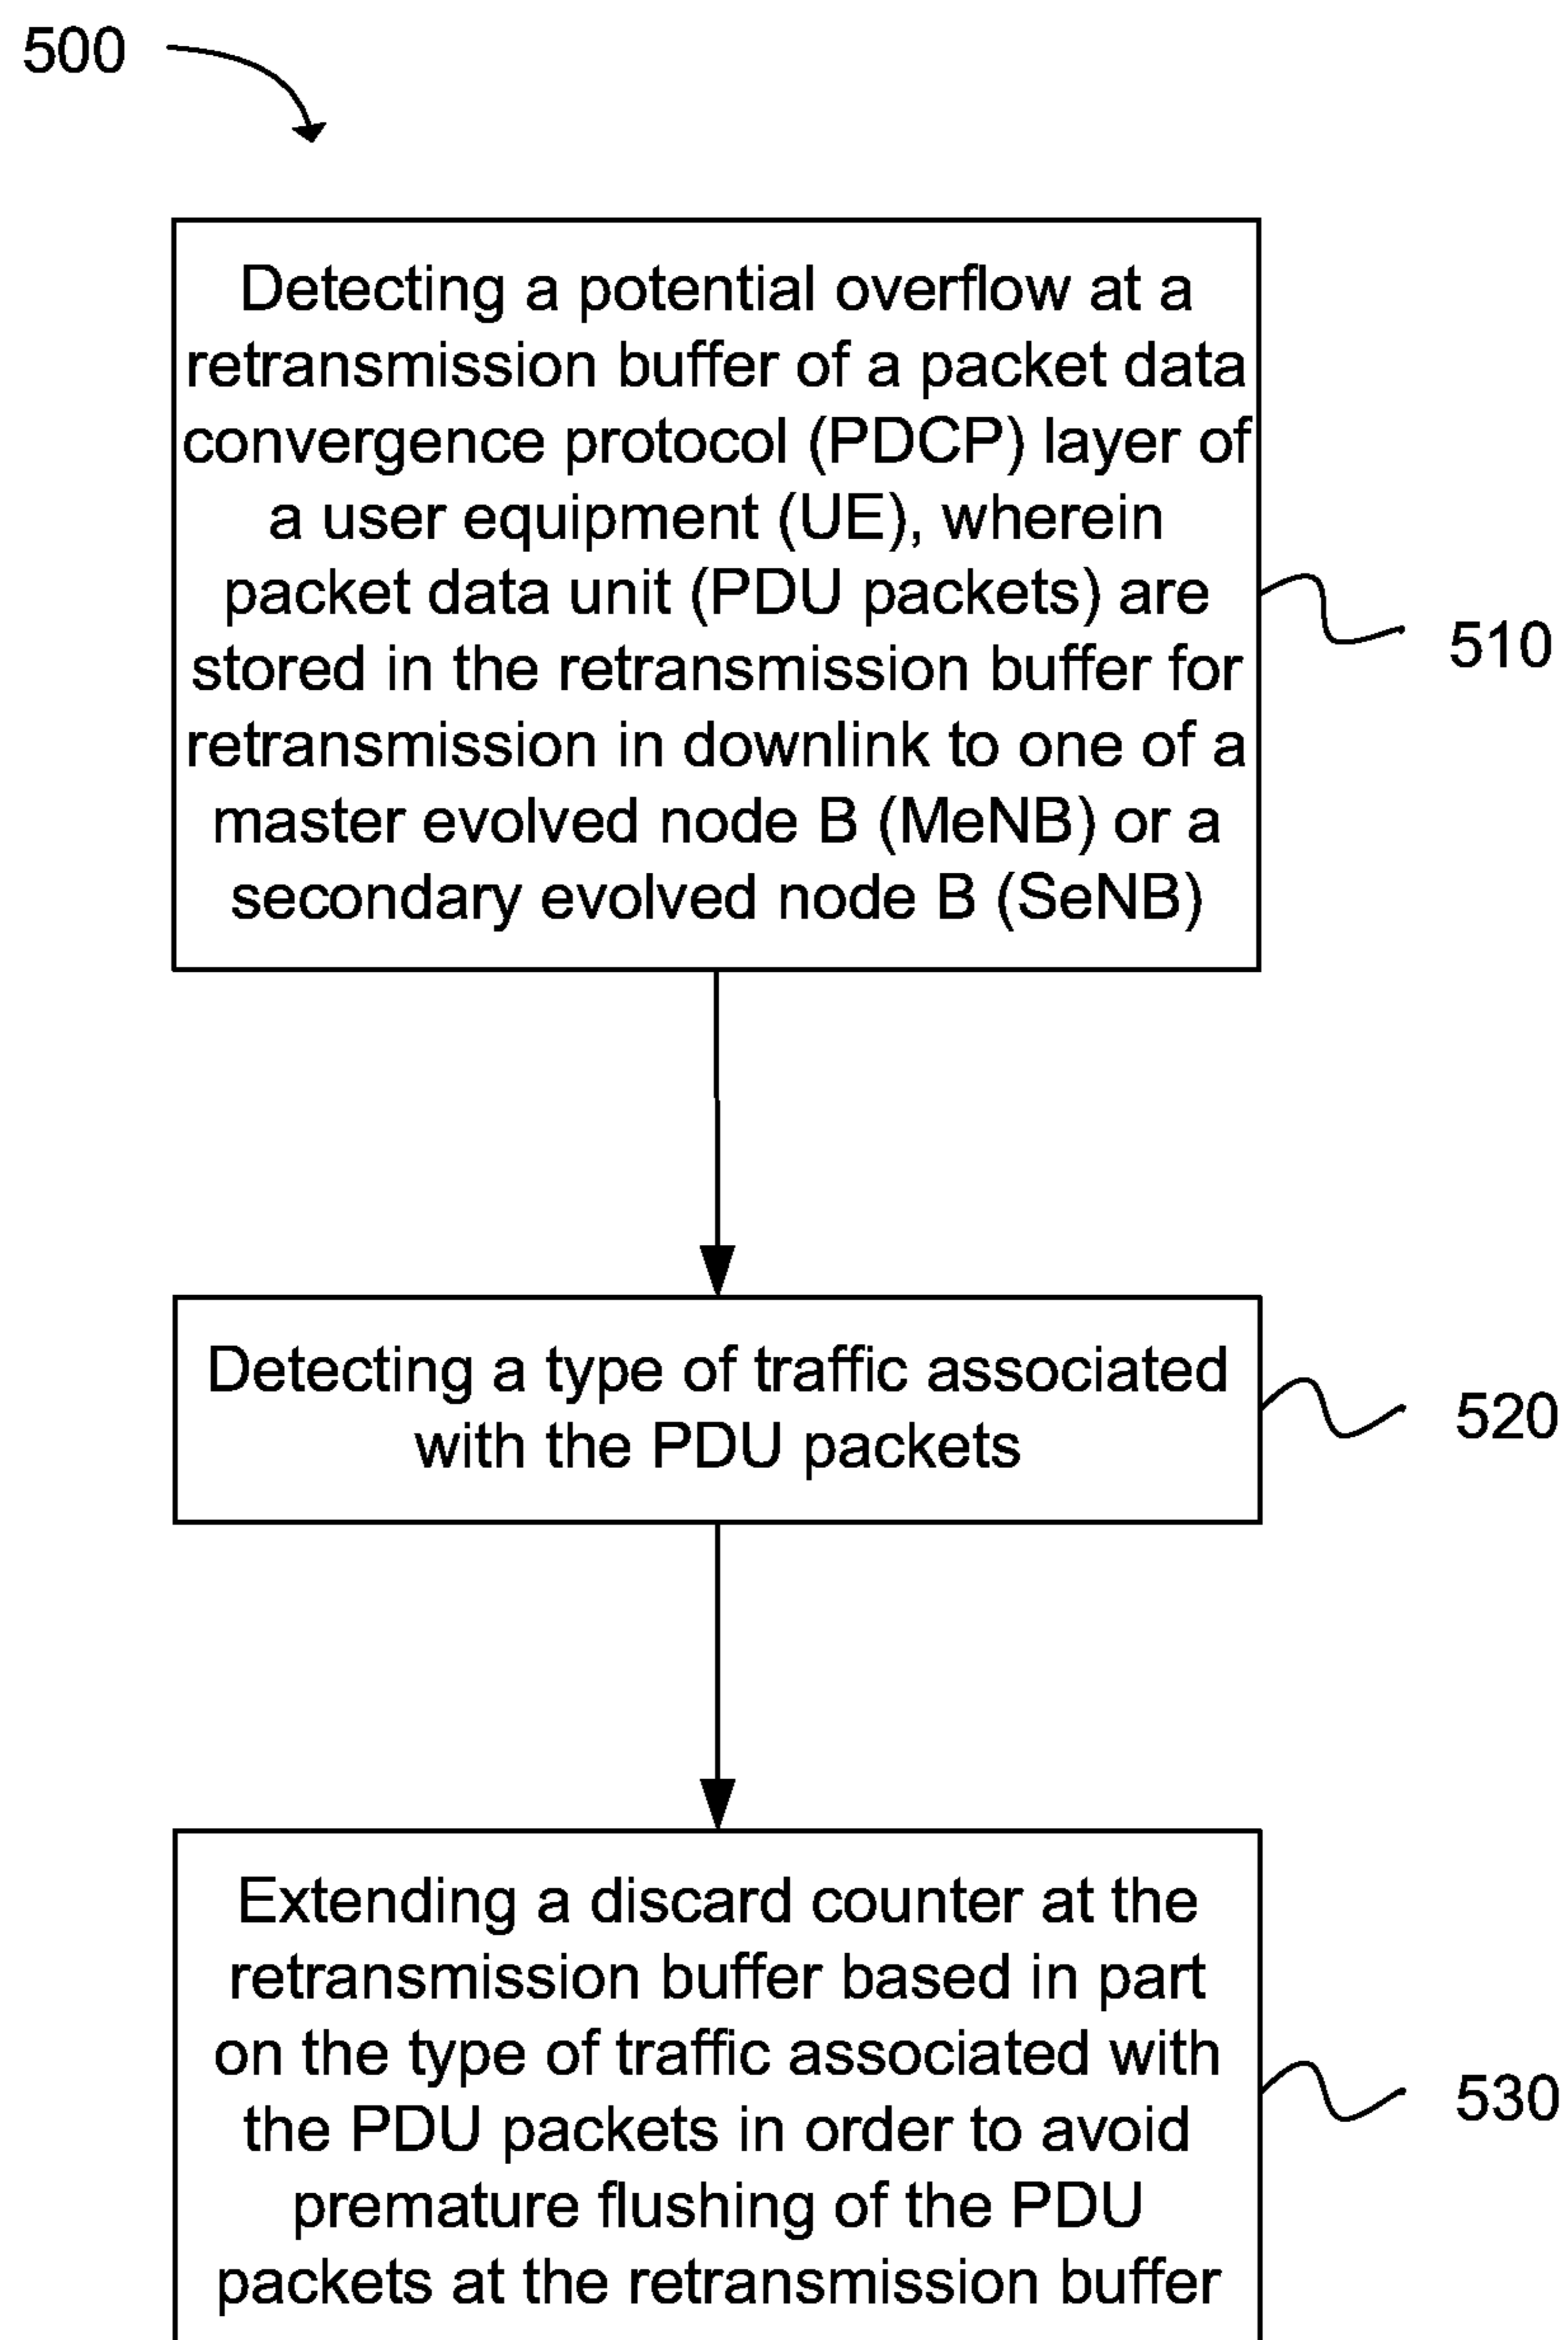 500
Detecting a potential overflow at a
retransmission buffer of a packet data
convergence protocol (PDCP) layer of
a user equipment (UE), wherein
packet data unit (PDU packets) are
stored in the retransmission buffer for
retransmission in downlink to one of a
master evolved node B (MeNB) or a
secondary evolved node B (SeNB)
510
Detecting a type of traffic associated
with the PDU packets
520
Extending a discard counter at the
retransmission buffer based in part
on the type of traffic associated with
the PDU packets in order to avoid
premature flushing of the PDU
packets at the retransmission buffer
530